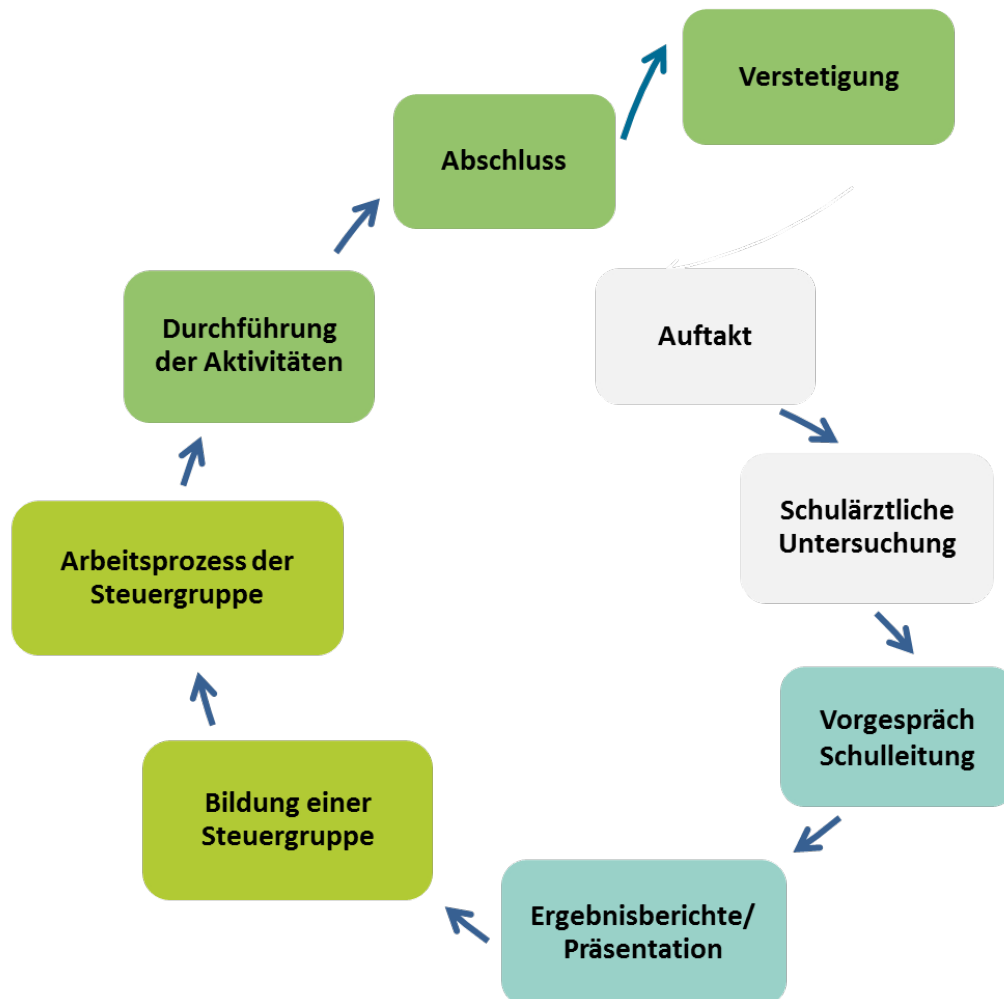 Verstetigung
Abschluss
Durchführung
der Aktivitäten
Auftakt
Schulärztliche
Untersuchung
Arbeitsprozess der
Steuergruppe
Vorgespräch
Schulleitung
Bildung einer
Steuergruppe
Ergebnisberichte/
Präsentation